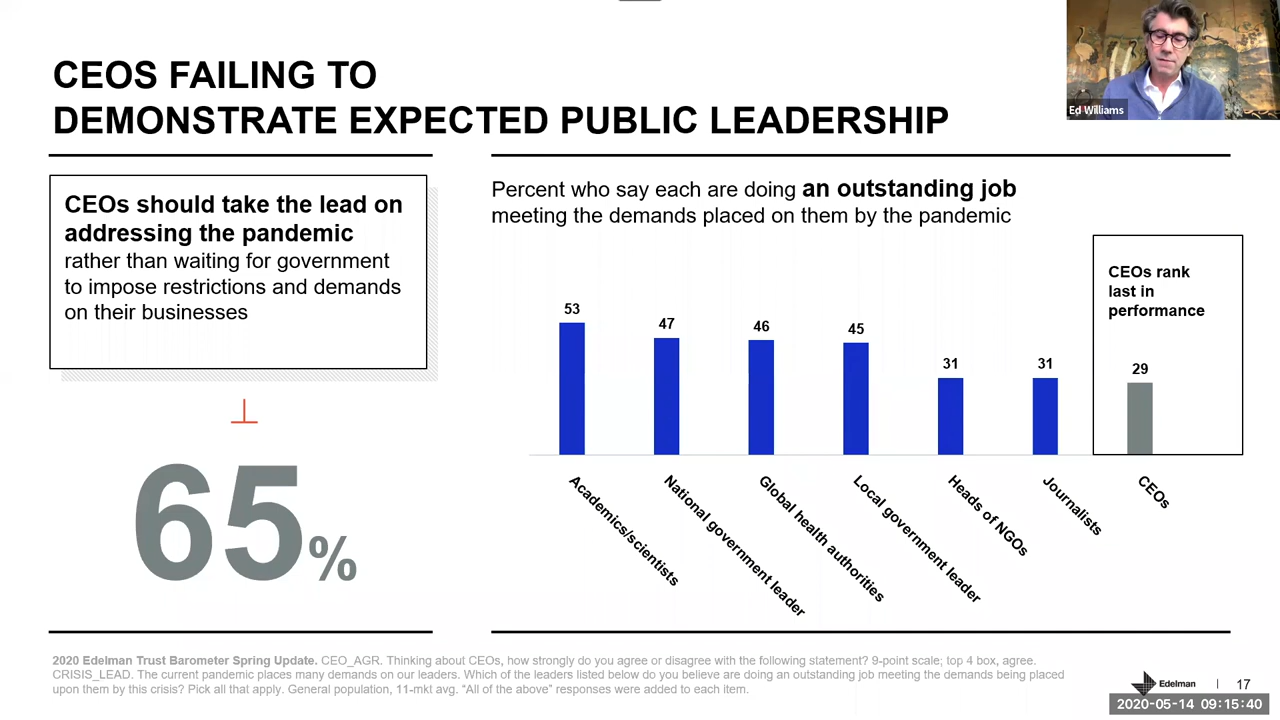 CEOS FAILING TO
DEMONSTRATE EXPECTED PUBLIC LEADERSHIP
Ed Williams
CEOs should take the lead on
addressing the pandemic
rather than waiting for government
to impose restrictions and demands
on their businesses
65%
Percent who say each are doing an outstanding job
meeting the demands placed on them by the pandemic
CEOs rank
last in
performance
53
47
46
45
31
31
29
Academics/scientists
National government leader
Global health authorities
Local government leader
Heads of NGOs
Journalists
CEOs
2020 Edelman Trust Barometer Spring Update. CEO_AGR. Thinking about CEOs, how strongly do you agree or disagree with the following statement? 9-point scale; top 4 box, agree.
CRISIS_LEAD. The current pandemic places many demands on our leaders. Which of the leaders listed below do you believe are doing an outstanding job meeting the demands being placed
upon them by this crisis? Pick all that apply. General population, 11-mkt avg. "All of the above" responses were added to each item.
Edelman | 17
2020-05-14 09:15:40